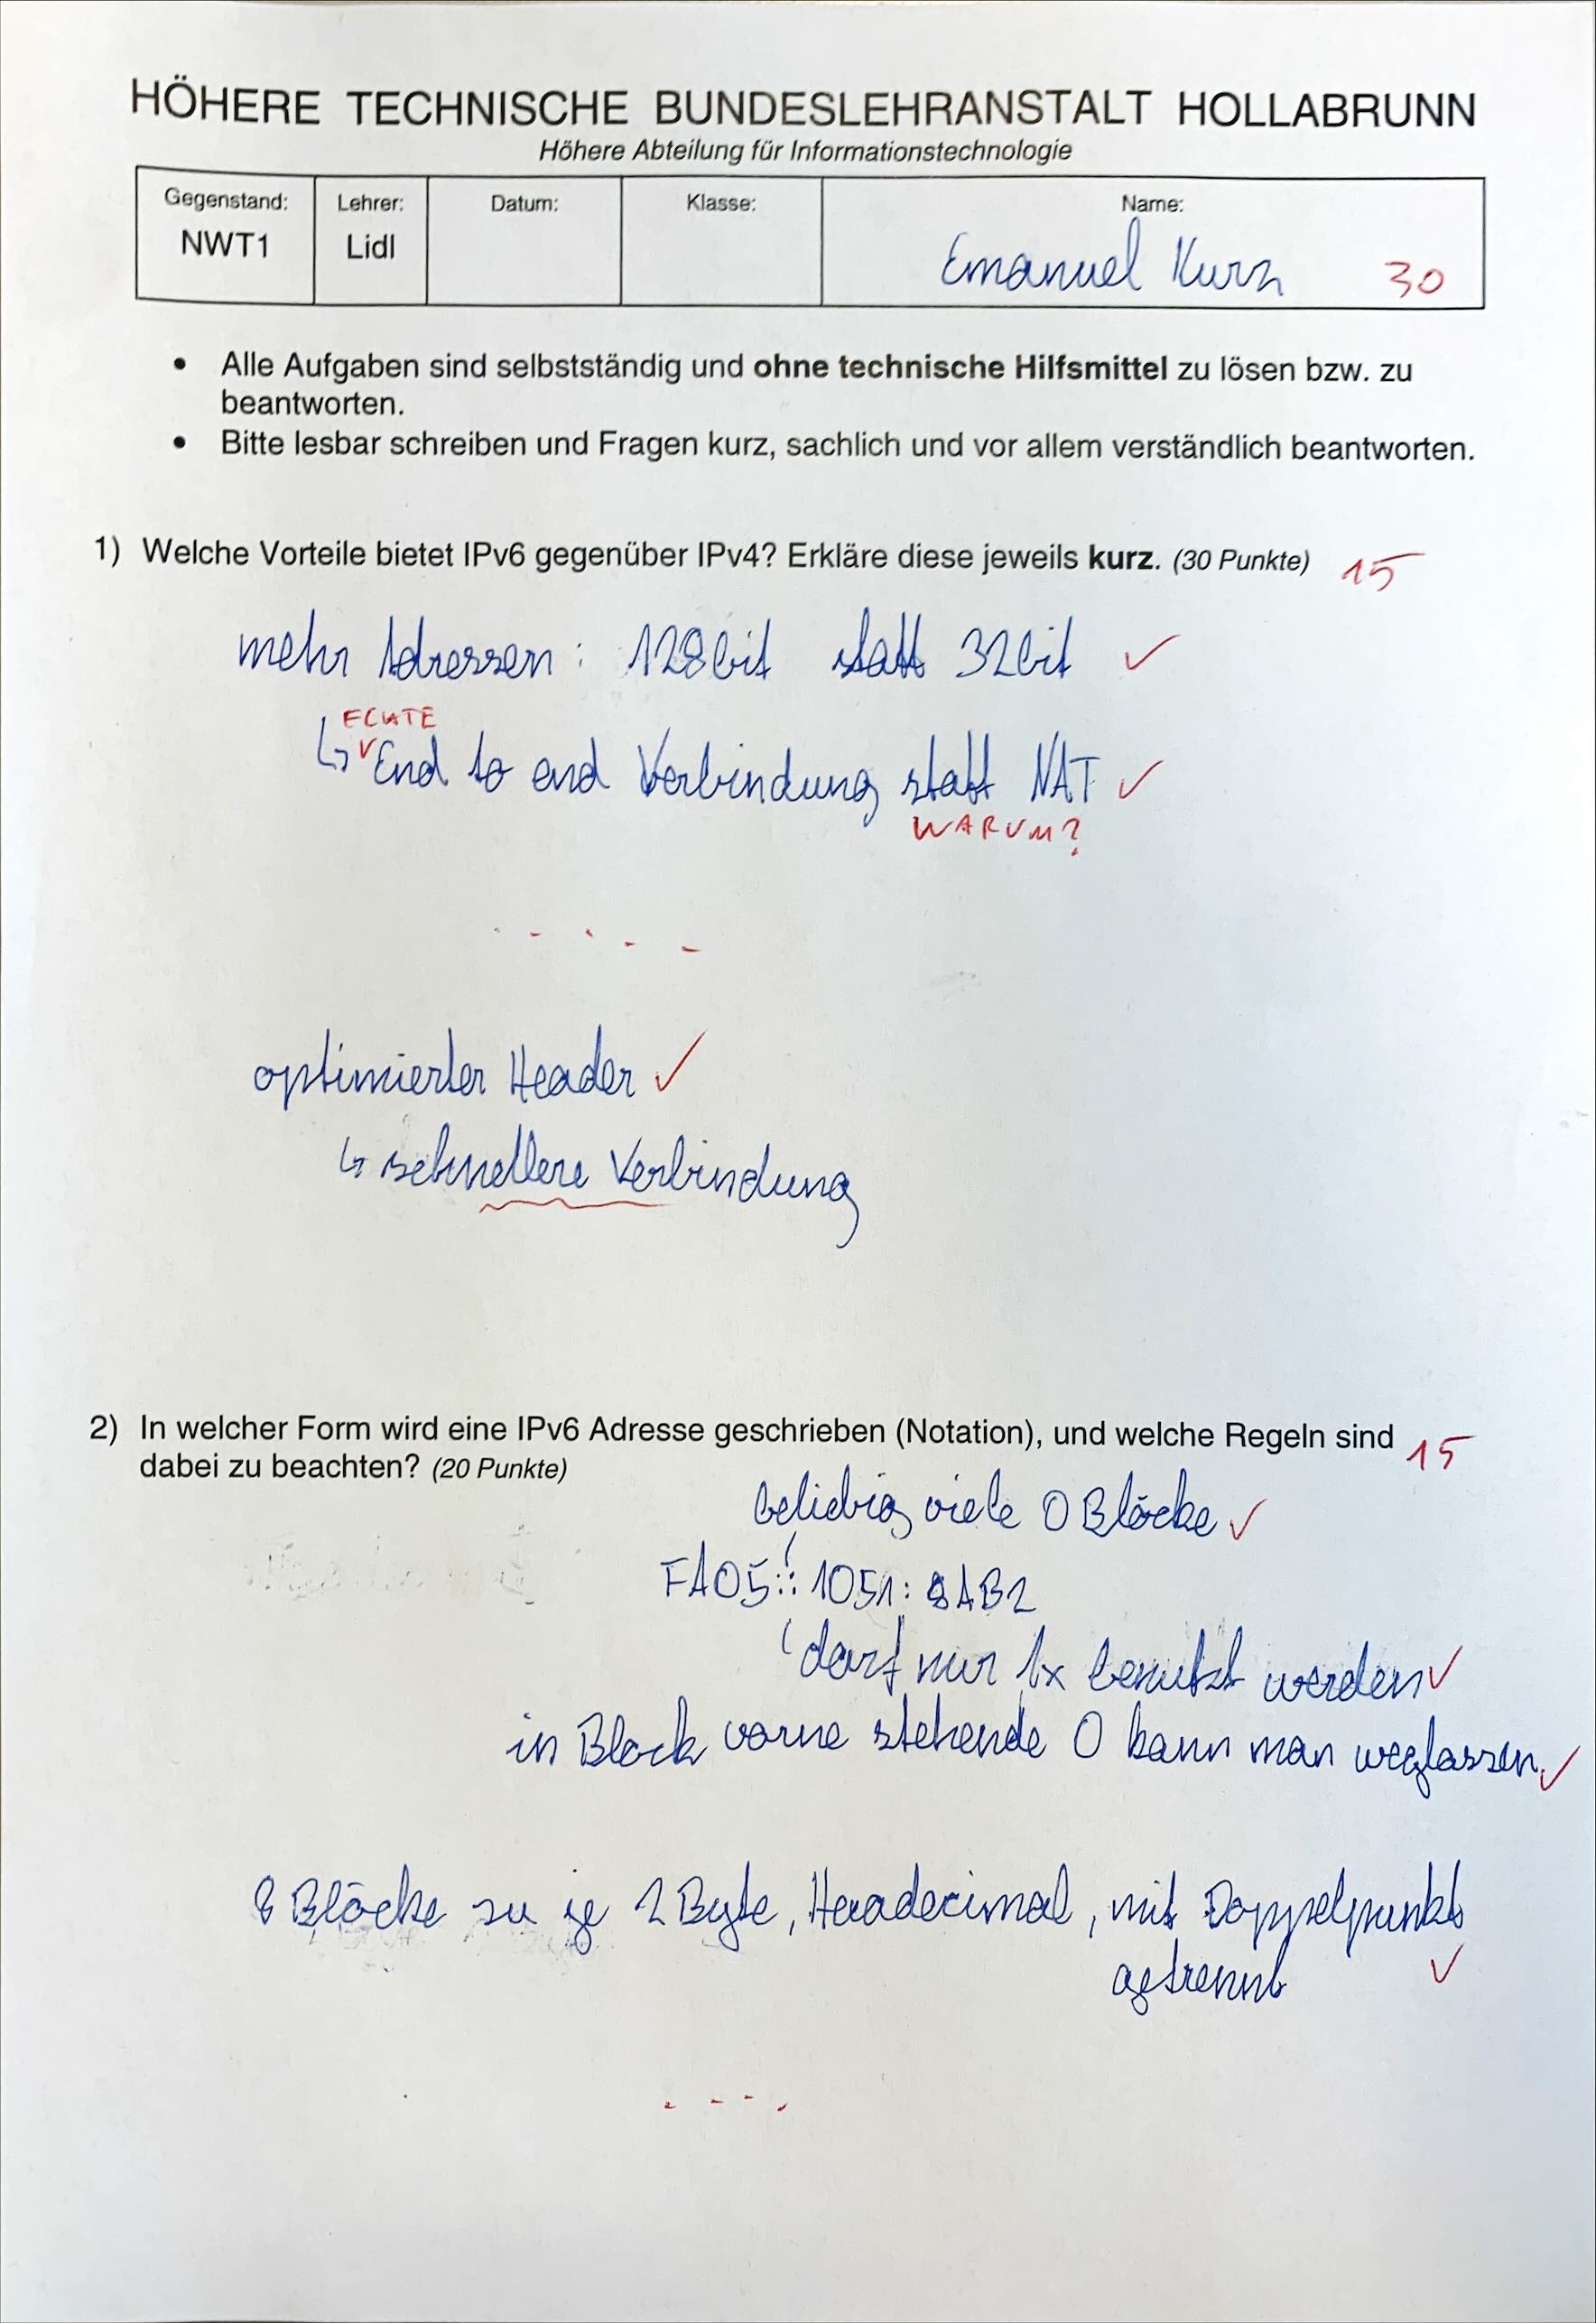 HÖHERE TECHNISCHE BUNDESLEHRANSTALT HOLLABRUNN
Höhere Abteilung für Informationstechnologie
Gegenstand: Lehrer: Datum: Klasse: Name:
NWT1 Lidl Emanuel Kurz 30
• Alle Aufgaben sind selbstständig und ohne technische Hilfsmittel zu lösen bzw. zu
beantworten.
• Bitte lesbar schreiben und Fragen kurz, sachlich und vor allem verständlich beantworten.
1) Welche Vorteile bietet IPv6 gegenüber IPv4? Erkläre diese jeweils kurz. (30 Punkte) 15
mehr Adressen: 128bit statt 32bit ✓
ECHTE
↳ End to end Verbindung statt NAT ✓
WARUM?
optimierter Header ✓
↳ schnellere Verbindung
2) In welcher Form wird eine IPv6 Adresse geschrieben (Notation), und welche Regeln sind 15
dabei zu beachten? (20 Punkte)
beliebig viele 0 Blöcke ✓
FA05::1051:8AB2
darf nur 1x benutzt werden ✓
in Block vorne stehende 0 kann man weglassen. ✓
8 Blöcke zu je 2 Byte, Hexadecimal, mit Doppelpunkt
getrennt ✓